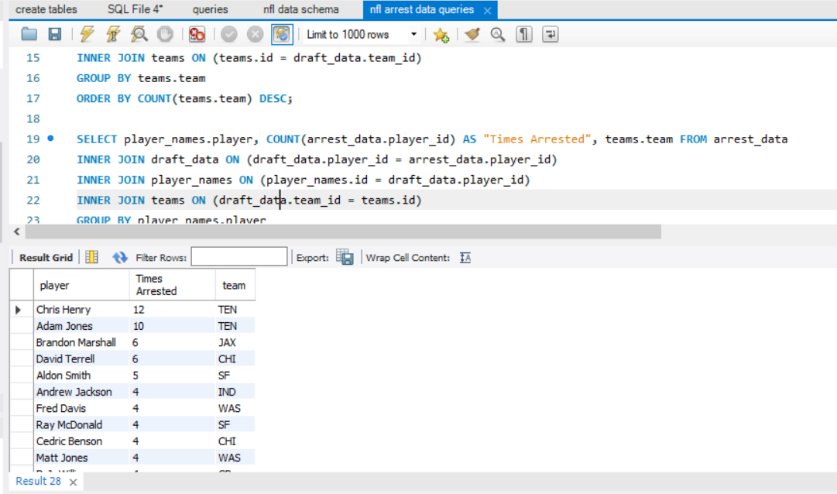 create tables SQL File 4* queries nfl data schema nfl arrest data queries ×
Limit to 1000 rows
15 INNER JOIN teams ON (teams.id = draft_data.team_id)
16 GROUP BY teams.team
17 ORDER BY COUNT(teams.team) DESC;
18
19 SELECT player_names.player, COUNT(arrest_data.player_id) AS "Times Arrested", teams.team FROM arrest_data
20 INNER JOIN draft_data ON (draft_data.player_id = arrest_data.player_id)
21 INNER JOIN player_names ON (player_names.id = draft_data.player_id)
22 INNER JOIN teams ON (draft_data.team_id = teams.id)
23 GROUP BY player_names.player
Result Grid Filter Rows: Export: Wrap Cell Content: IA
player Times Arrested team
Chris Henry 12 TEN
Adam Jones 10 TEN
Brandon Marshall 6 JAX
David Terrell 6 CHI
Aldon Smith 5 SF
Andrew Jackson 4 IND
Fred Davis 4 WAS
Ray McDonald 4 SF
Cedric Benson 4 CHI
Matt Jones 4 WAS
Result 28 ×